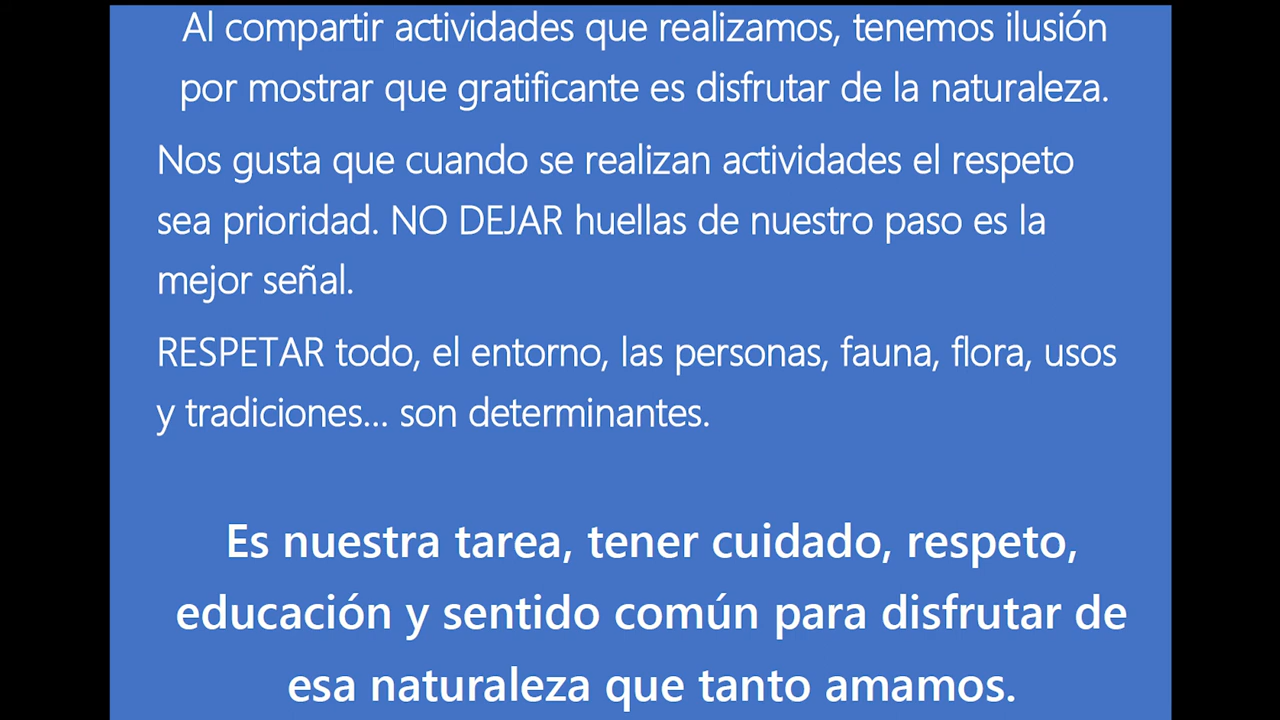 Al compartir actividades que realizamos, tenemos ilusión
por mostrar que gratificante es disfrutar de la naturaleza.
Nos gusta que cuando se realizan actividades el respeto
sea prioridad. NO DEJAR huellas de nuestro paso es la
mejor señal.
RESPETAR todo, el entorno, las personas, fauna, flora, usos
y tradiciones... son determinantes.
Es nuestra tarea, tener cuidado, respeto,
educación y sentido común para disfrutar de
esa naturaleza que tanto amamos.